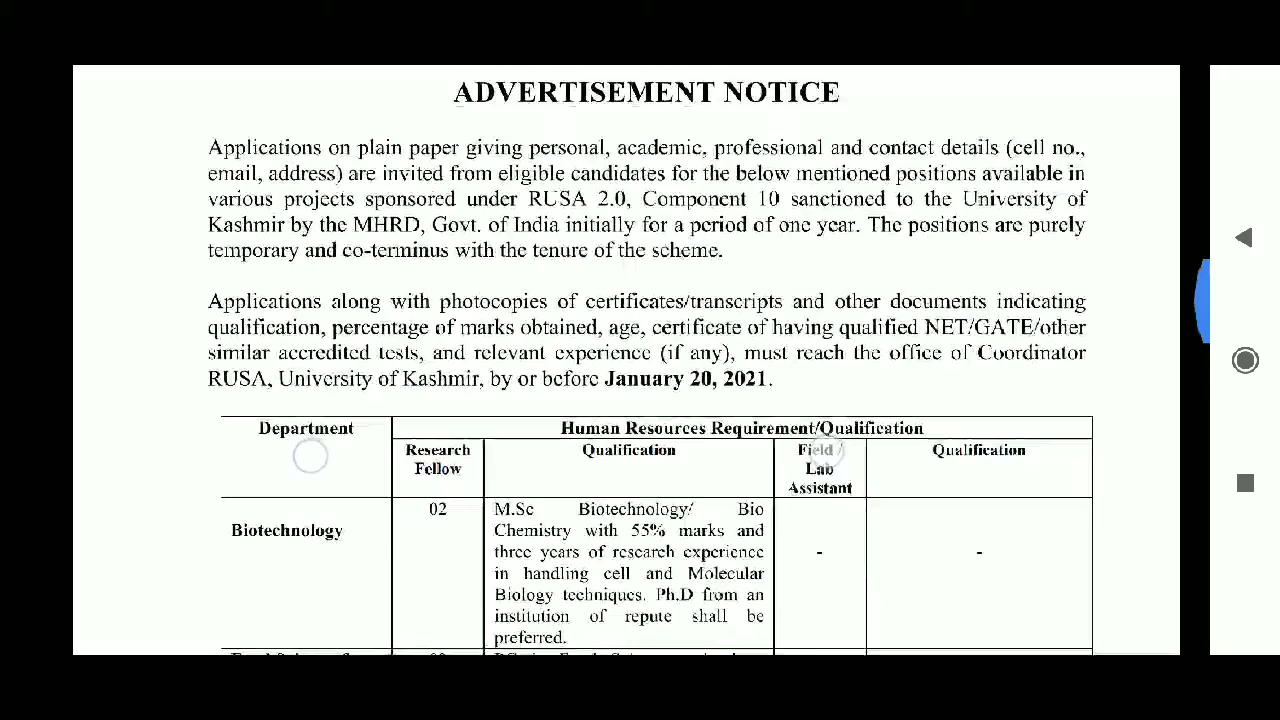 ADVERTISEMENT NOTICE
Applications on plain paper giving personal, academic, professional and contact details (cell no.,
email, address) are invited from eligible candidates for the below mentioned positions available in
various projects sponsored under RUSA 2.0, Component 10 sanctioned to the University of
Kashmir by the MHRD, Govt. of India initially for a period of one year. The positions are purely
temporary and co-terminus with the tenure of the scheme.
Applications along with photocopies of certificates/transcripts and other documents indicating
qualification, percentage of marks obtained, age, certificate of having qualified NET/GATE/other
similar accredited tests, and relevant experience (if any), must reach the office of Coordinator
RUSA, University of Kashmir, by or before January 20, 2021.
Department
Human Resources Requirement/Qualification
Research
Fellow
Qualification
Field /
Lab
Assistant
Qualification
Biotechnology
02
M.Sc Biotechnology/ Bio
Chemistry with 55% marks and
three years of research experience
in handling cell and Molecular
Biology techniques. Ph.D from an
institution of repute shall be
preferred.
-
-